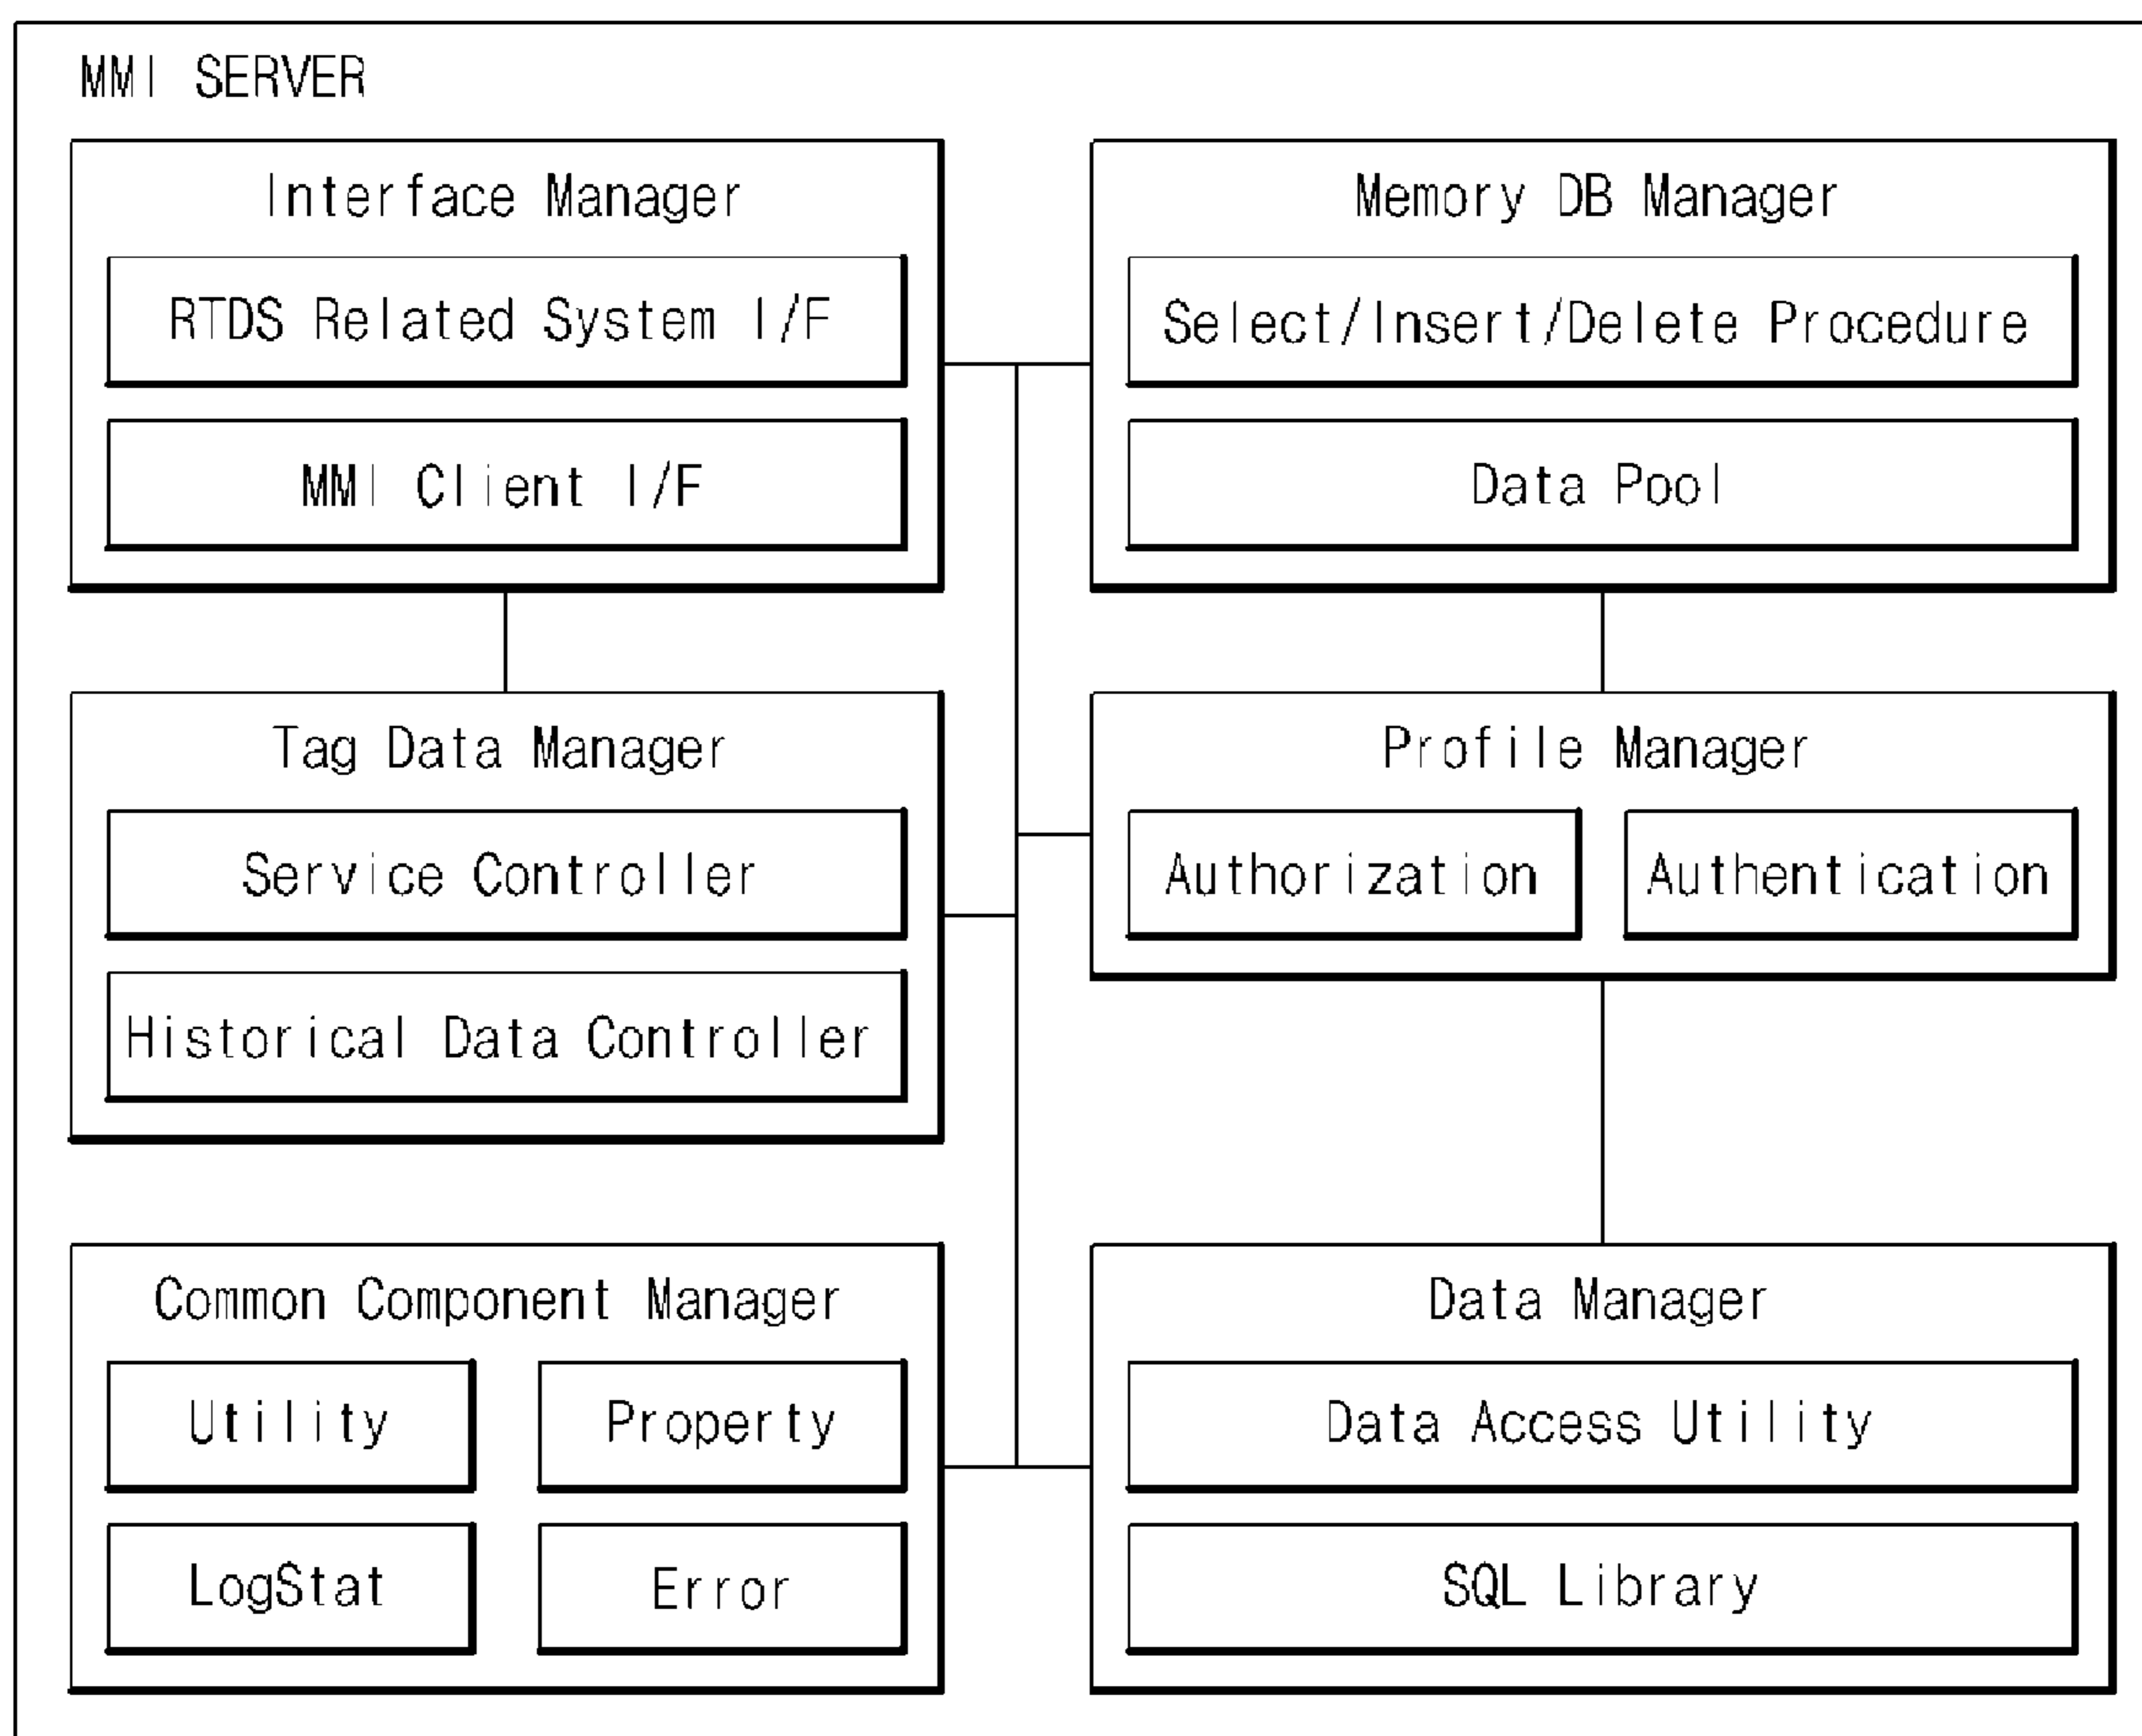 MMI SERVER
Interface Manager
RTDS Related System I/F
MMI Client I/F
Memory DB Manager
Select/Insert/Delete Procedure
Data Pool
Tag Data Manager
Service Controller
Historical Data Controller
Profile Manager
Authorization
Authentication
Common Component Manager
Utility
Property
LogStat
Error
Data Manager
Data Access Utility
SQL Library